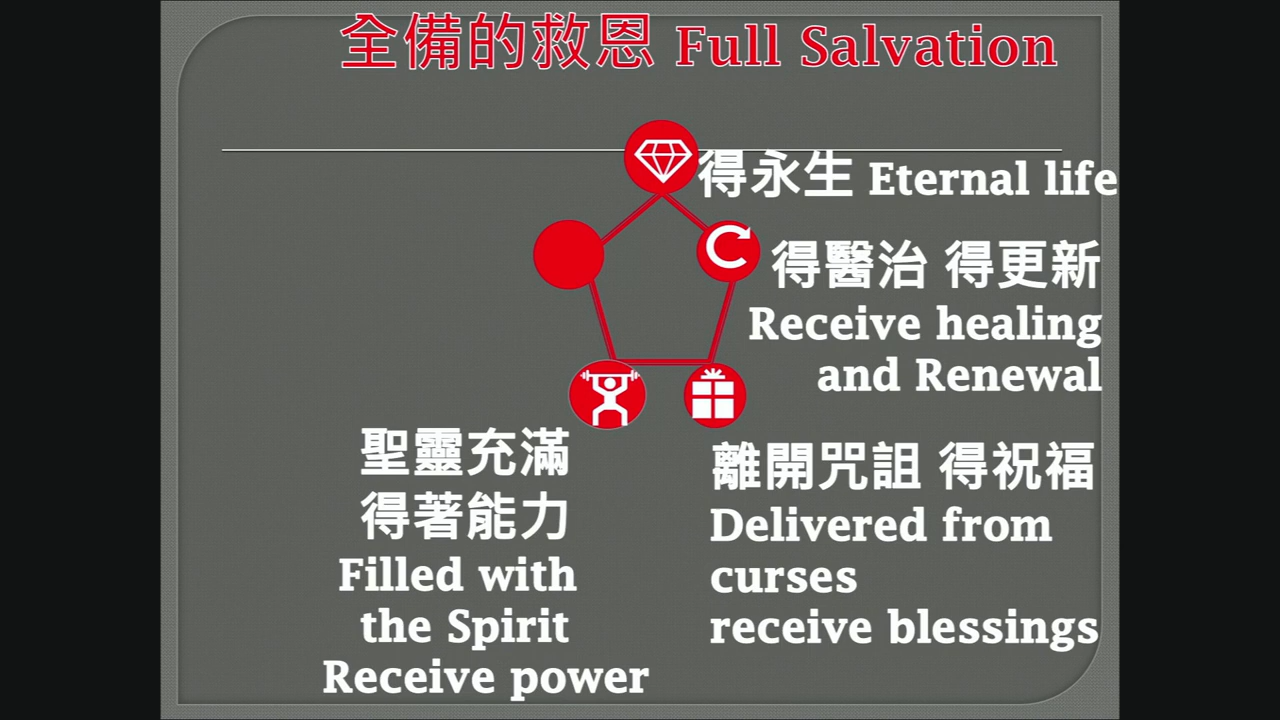 全備的救恩 Full Salvation
得永生 Eternal life
得醫治 得更新
Receive healing
and Renewal
聖靈充滿
得著能力
Filled with
the Spirit
Receive power
離開咒詛 得祝福
Delivered from
curses
receive blessings